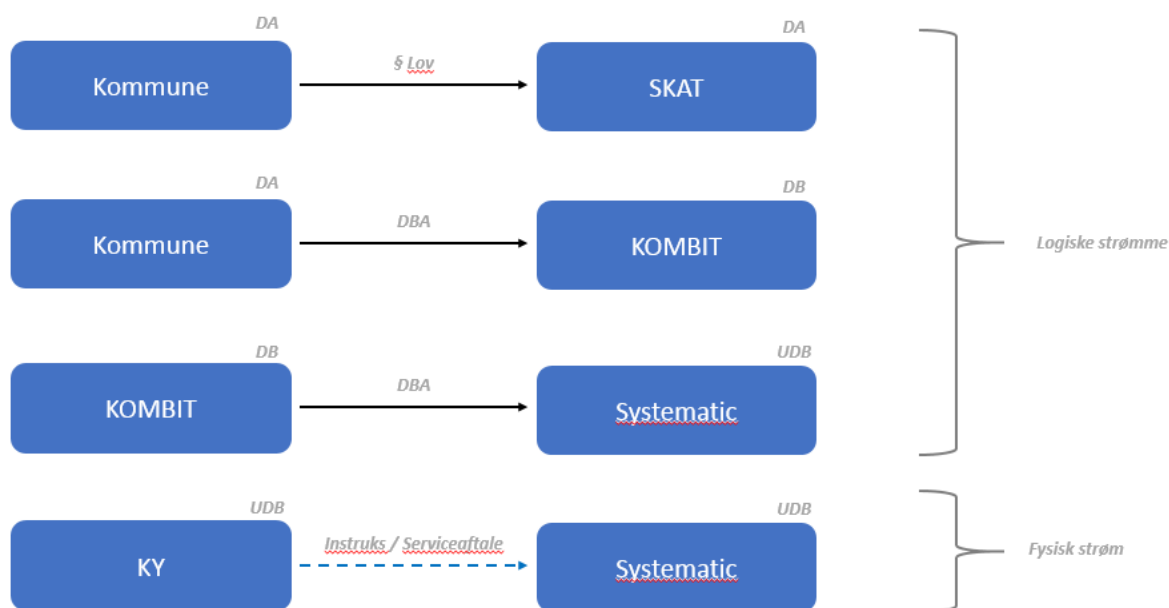 DA
DA
Kommune
§ Lov
SKAT
DA
DB
Kommune
DBA
KOMBIT
Logiske strømme
DB
UDB
KOMBIT
DBA
Systematic
UDB
UDB
KY
Instruks / Serviceaftale
Systematic
Fysisk strøm